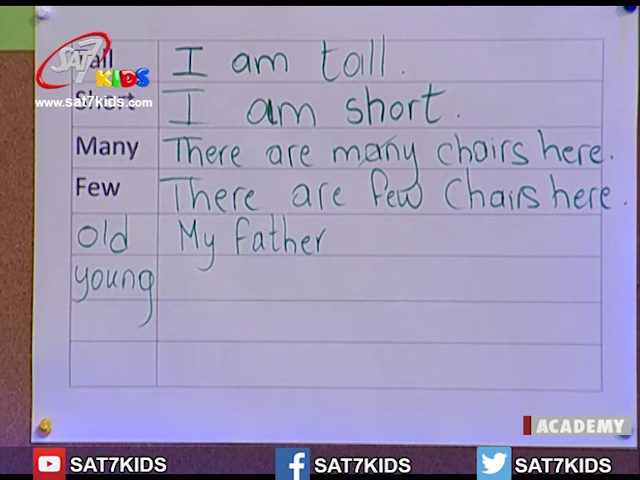 Tall I am tall.
SAT7 KIDS
www.sat7kids.com
Short I am short.
Many There are many chairs here.
Few There are few Chairs here.
old My father
young
ACADEMY
SAT7KIDS SAT7KIDS SAT7KIDS